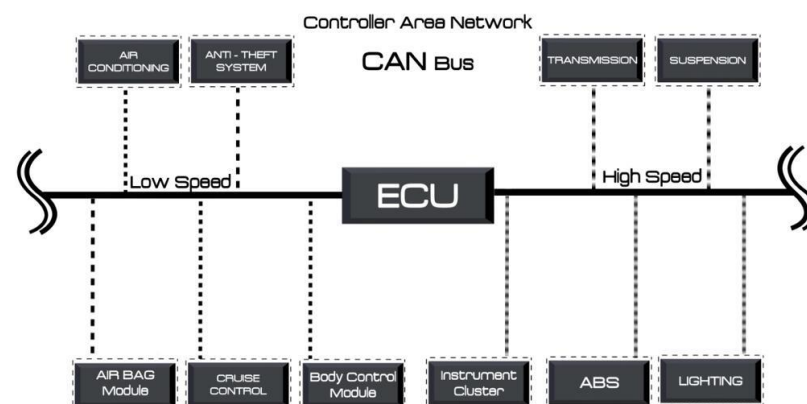 Controller Area Network
CAN Bus
AIR
CONDITIONING
ANTI - THEFT
SYSTEM
TRANSMISSION
SUSPENSION
Low Speed
ECU
High Speed
AIR BAG
Module
CRUISE
CONTROL
Body Control
Module
Instrument
Cluster
ABS
LIGHTING